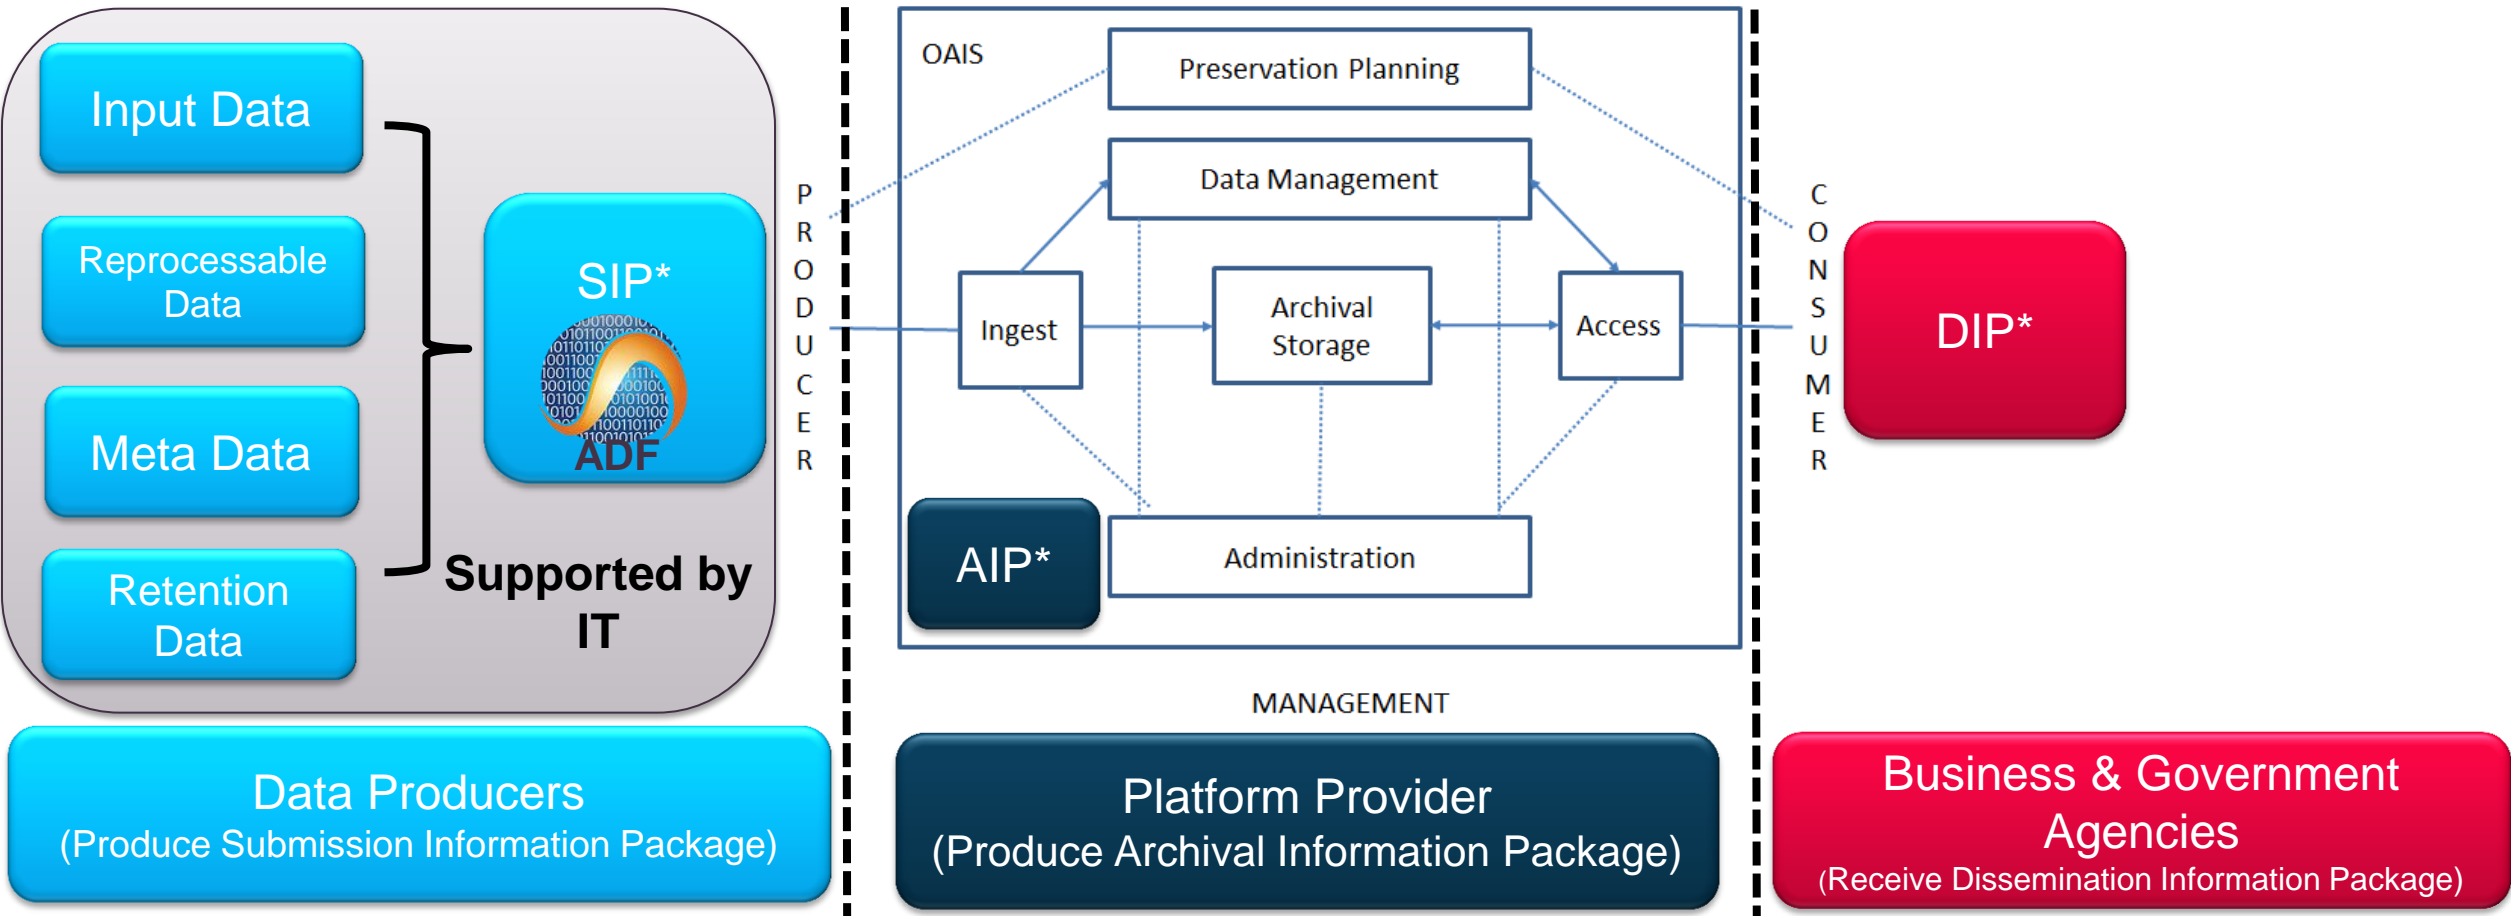 Input Data
Reprocessable
Data
Meta Data
Retention
Data
SIP*
ADF
Supported by
IT
PRODUCER
OAIS
Preservation Planning
Data Management
Ingest
Archival
Storage
Access
AIP*
Administration
MANAGEMENT
CONSUMER
DIP*
Data Producers
(Produce Submission Information Package)
Platform Provider
(Produce Archival Information Package)
Business & Government
Agencies
(Receive Dissemination Information Package)